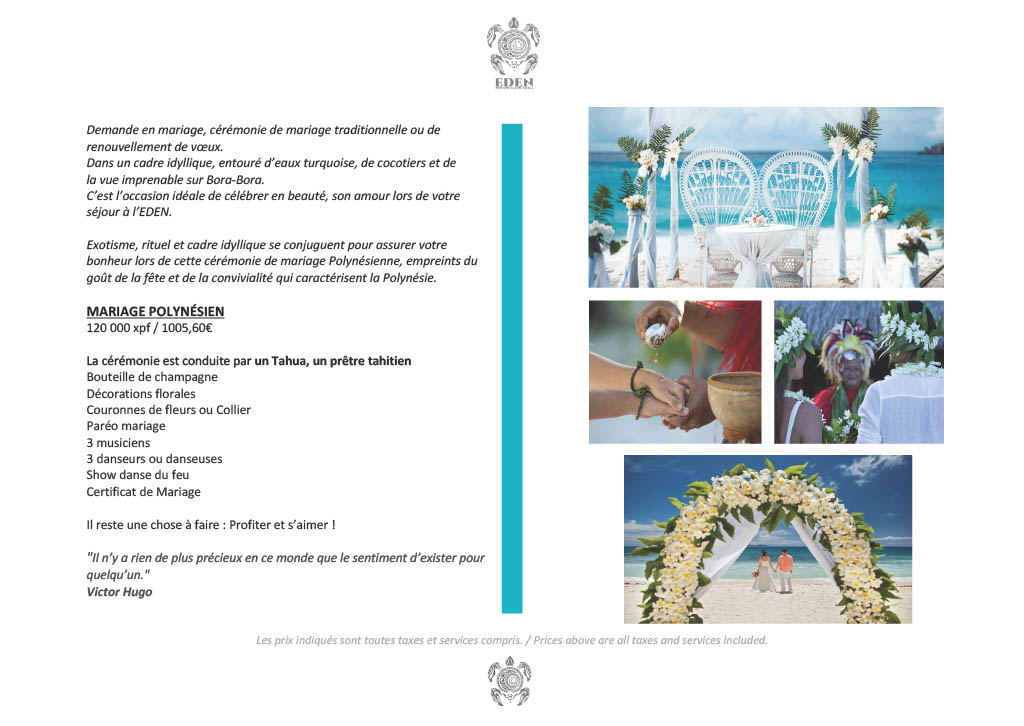 EDEN
Demande en mariage, cérémonie de mariage traditionnelle ou de
renouvellement de vœux.
Dans un cadre idyllique, entouré d’eaux turquoise, de cocotiers et de
la vue imprenable sur Bora-Bora.
C’est l’occasion idéale de célébrer en beauté, son amour lors de votre
séjour à l’EDEN.
Exotisme, rituel et cadre idyllique se conjuguent pour assurer votre
bonheur lors de cette cérémonie de mariage Polynésienne, empreints du
goût de la fête et de la convivialité qui caractérisent la Polynésie.
MARIAGE POLYNÉSIEN
120 000 xpf / 1005,60€
La cérémonie est conduite par un Tahua, un prêtre tahitien
Bouteille de champagne
Décorations florales
Couronnes de fleurs ou Collier
Paréo mariage
3 musiciens
3 danseurs ou danseuses
Show danse du feu
Certificat de Mariage
Il reste une chose à faire : Profiter et s’aimer !
"Il n’y a rien de plus précieux en ce monde que le sentiment d’exister pour
quelqu’un."
Victor Hugo
Les prix indiqués sont toutes taxes et services compris. / Prices above are all taxes and services included.